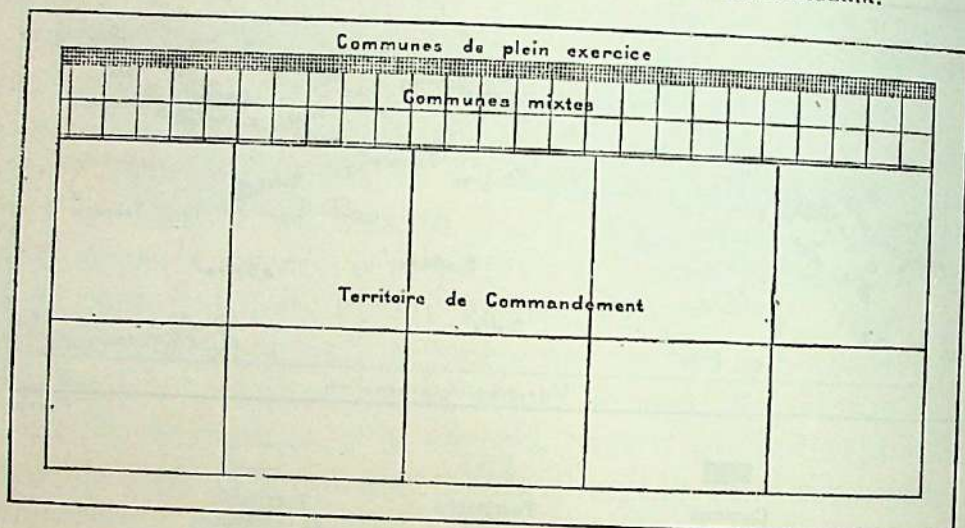 Communes de plein exercice
Communes mixtes
Territoire de Commandement